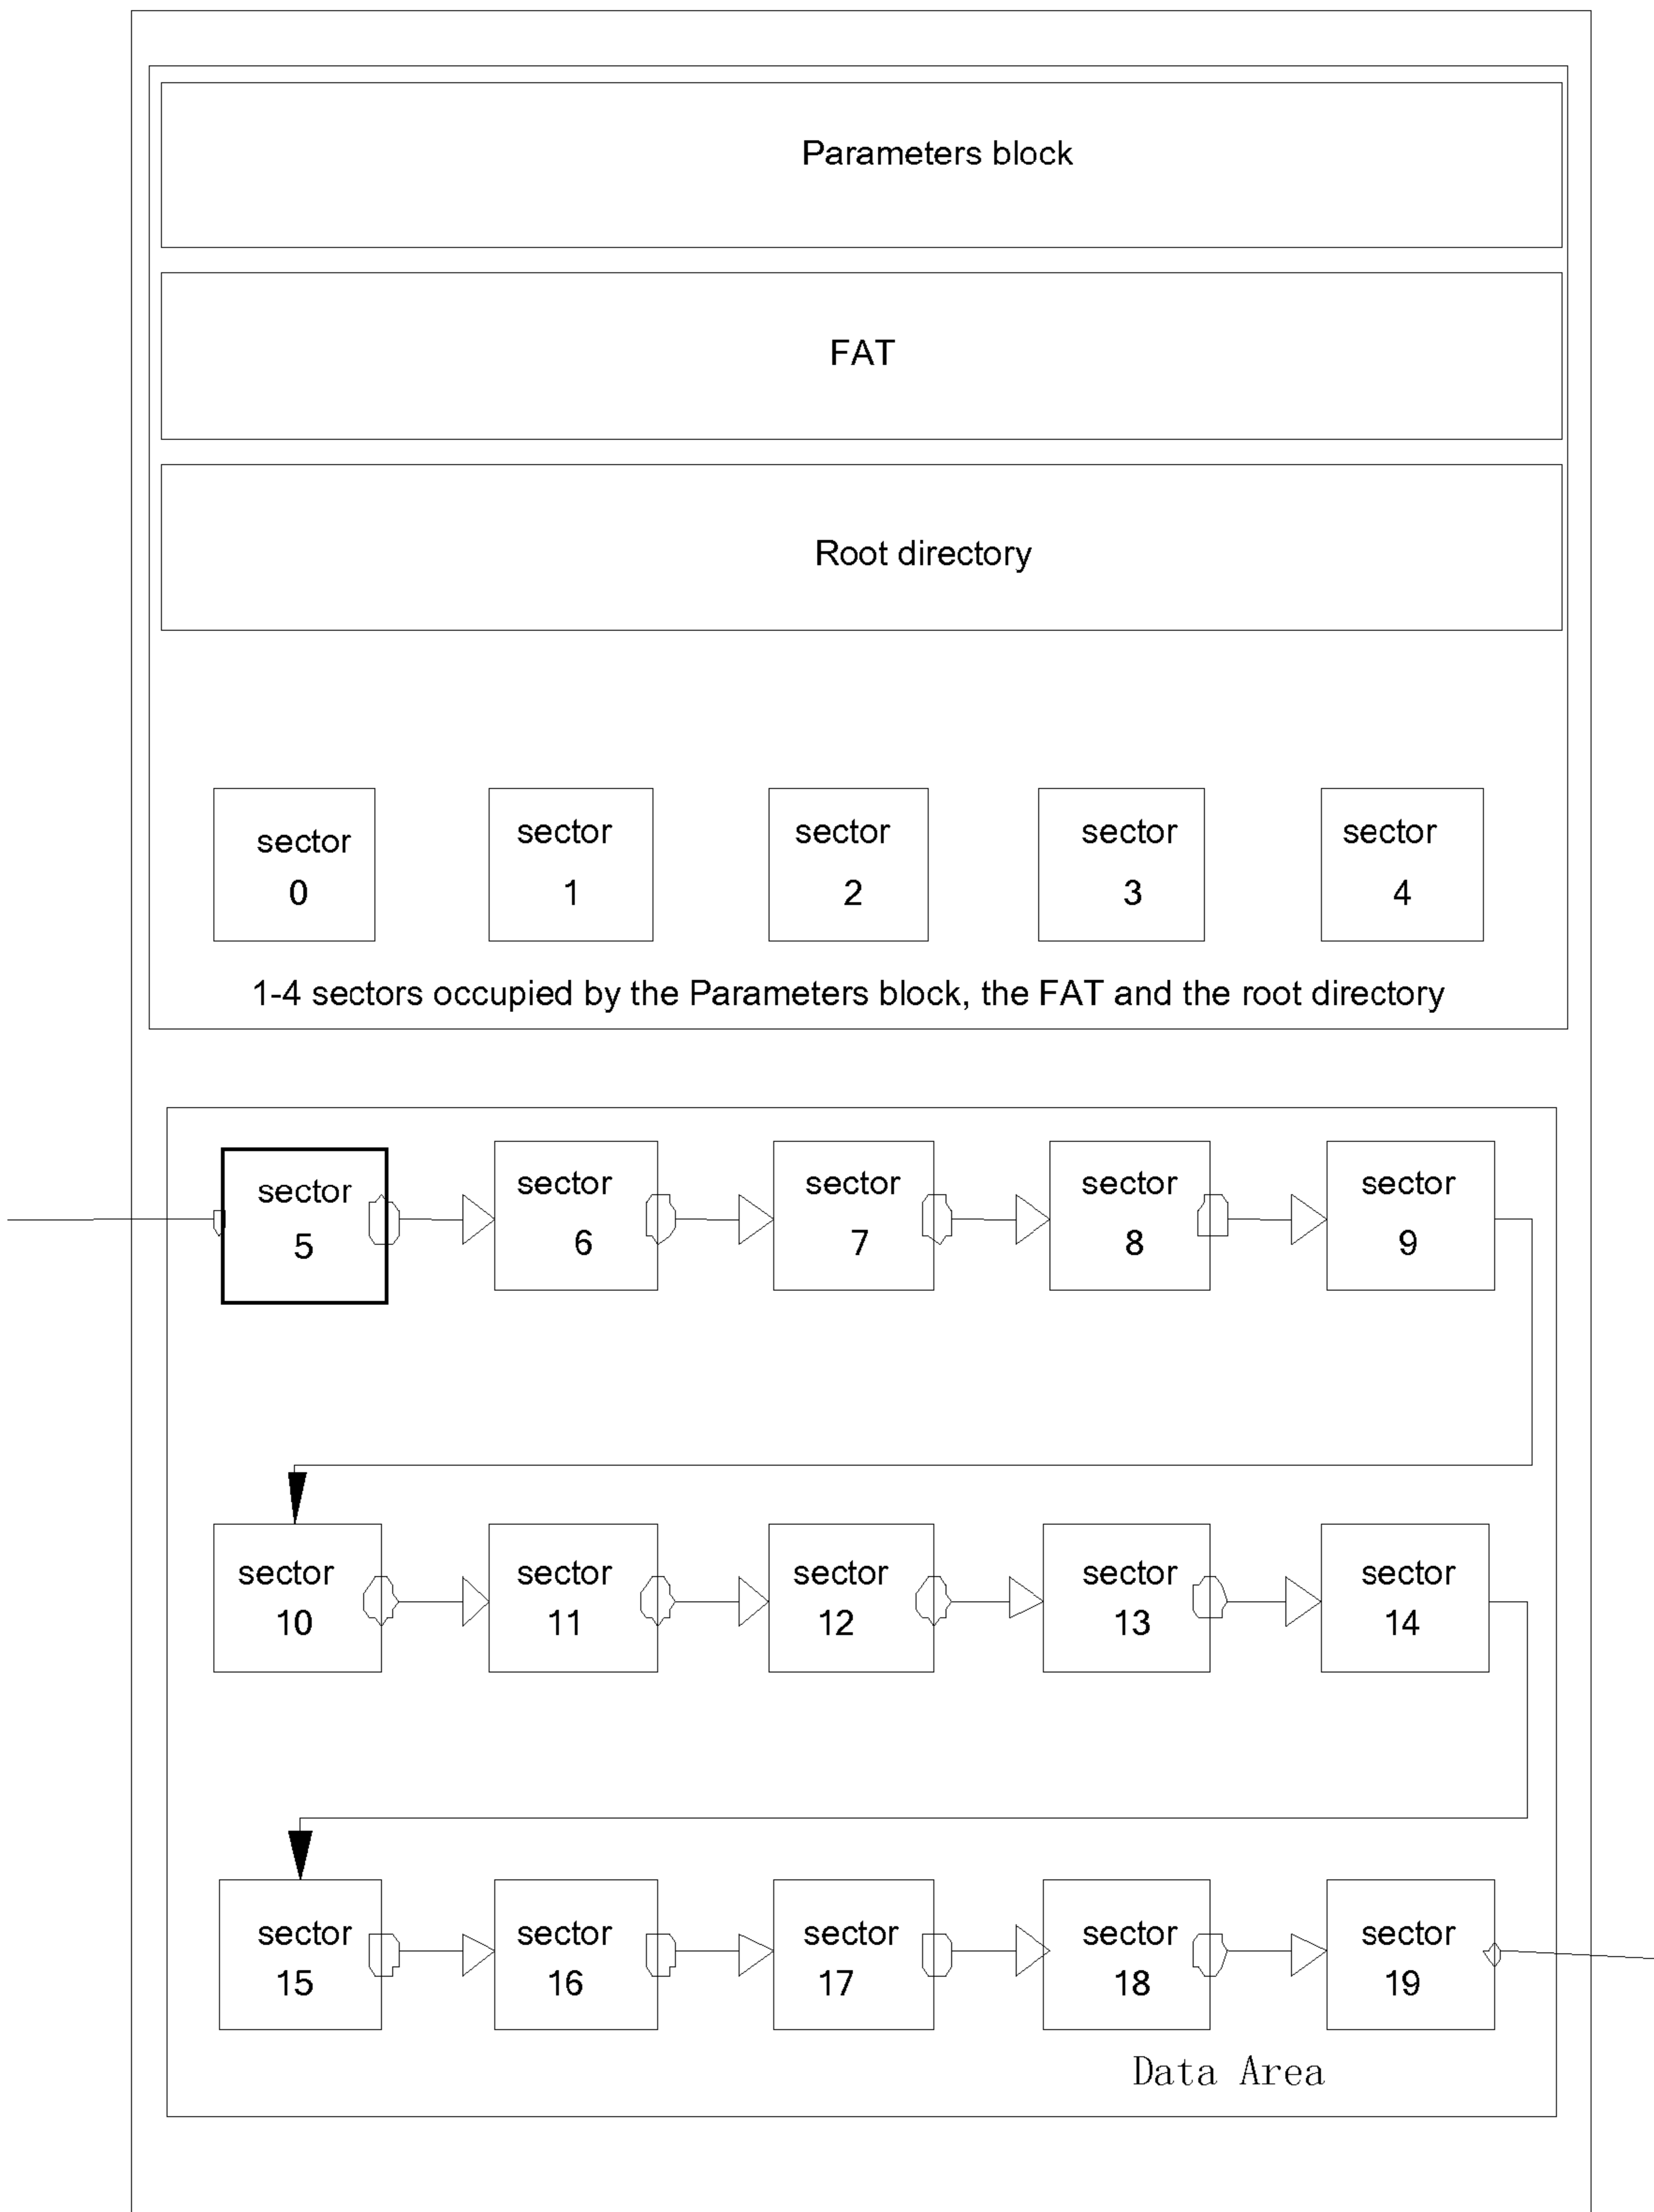 Parameters block
FAT
Root directory
sector
0
sector
1
sector
2
sector
3
sector
4
1-4 sectors occupied by the Parameters block, the FAT and the root directory
sector
5
sector
6
sector
7
sector
8
sector
9
sector
10
sector
11
sector
12
sector
13
sector
14
sector
15
sector
16
sector
17
sector
18
sector
19
Data Area